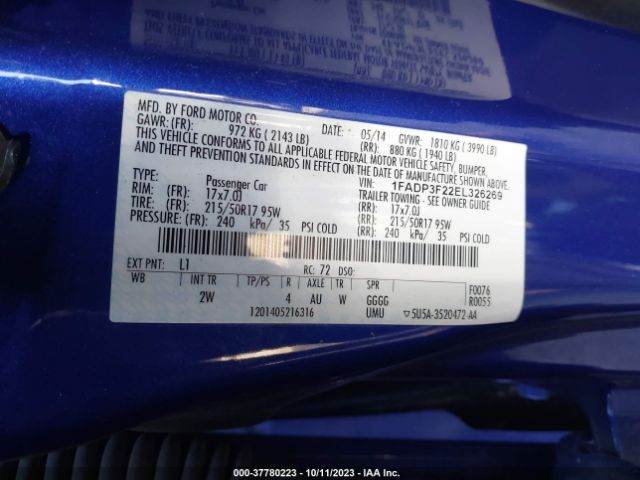 MFD. BY FORD MOTOR CO.
DATE: 05/14 GVWR: 1810 KG ( 3990 LB)
GAWR: (FR): 972 KG ( 2143 LB) (RR): 880 KG ( 1940 LB)
THIS VEHICLE CONFORMS TO ALL APPLICABLE FEDERAL MOTOR VEHICLE SAFETY, BUMPER,
AND THEFT PREVENTION STANDARDS IN EFFECT ON THE DATE OF MANUFACTURE SHOWN ABOVE.
VIN: 1FADP3F22EL326269
TYPE: Passenger Car TRAILER TOWING - SEE OWNER GUIDE
RIM: (FR): 17x7.0J (RR): 17x7.0J
TIRE: (FR): 215/50R17 95W (RR): 215/50R17 95W
PRESSURE: (FR): 240 kPa/ 35 PSI COLD (RR): 240 kPa/ 35 PSI COLD
EXT PNT: L1 RC: 72 DSO: F0076
WB INT TR TP/PS R AXLE TR SPR R0055
2W 4 AU W GGGG
1201405216316 UMU ▽5U5A-3520472-AA
000-37780223 - 10/11/2023 - IAA Inc.